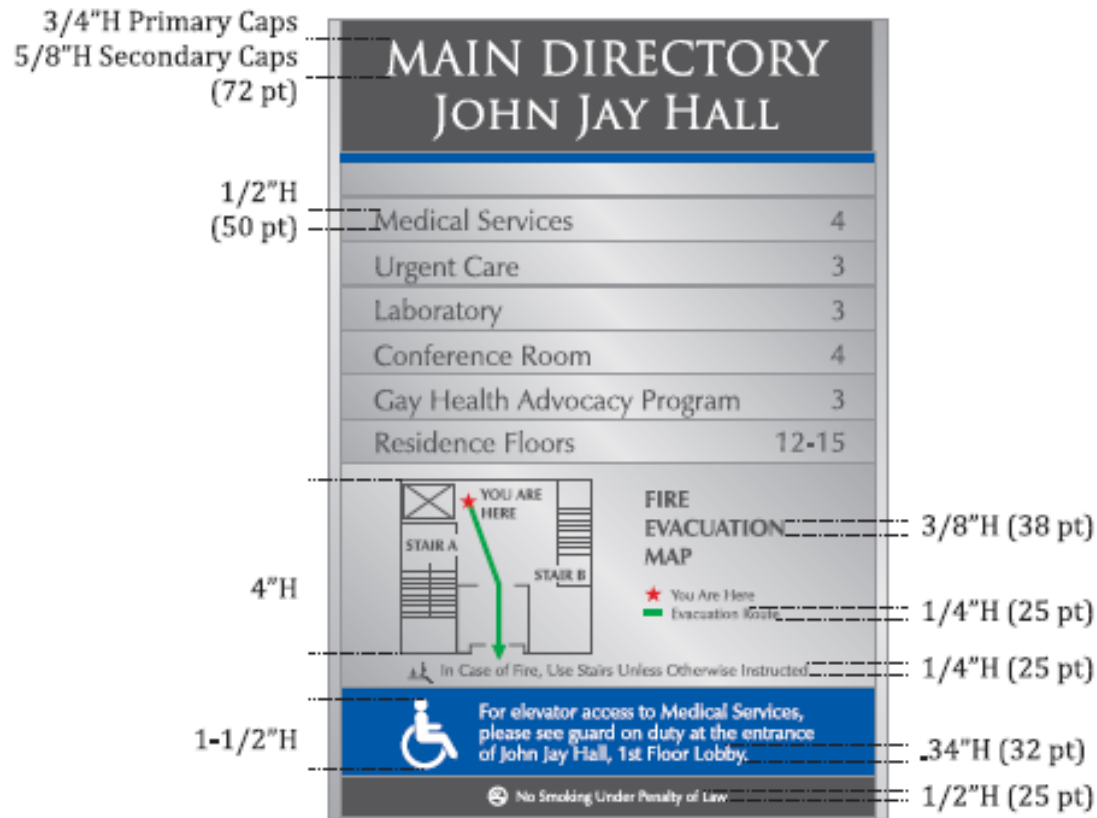 3/4"H Primary Caps
5/8"H Secondary Caps
(72 pt)
MAIN DIRECTORY
JOHN JAY HALL
1/2"H
(50 pt)
Medical Services 4
Urgent Care 3
Laboratory 3
Conference Room 4
Gay Health Advocacy Program 3
Residence Floors 12-15
YOU ARE
HERE
STAIR A
STAIR B
4"H
FIRE
EVACUATION
MAP
3/8"H (38 pt)
You Are Here
Evacuation Route
1/4"H (25 pt)
In Case of Fire, Use Stairs Unless Otherwise Instructed
1/4"H (25 pt)
1-1/2"H
For elevator access to Medical Services,
please see guard on duty at the entrance
of John Jay Hall, 1st Floor Lobby.
.34"H (32 pt)
No Smoking Under Penalty of Law
1/2"H (25 pt)